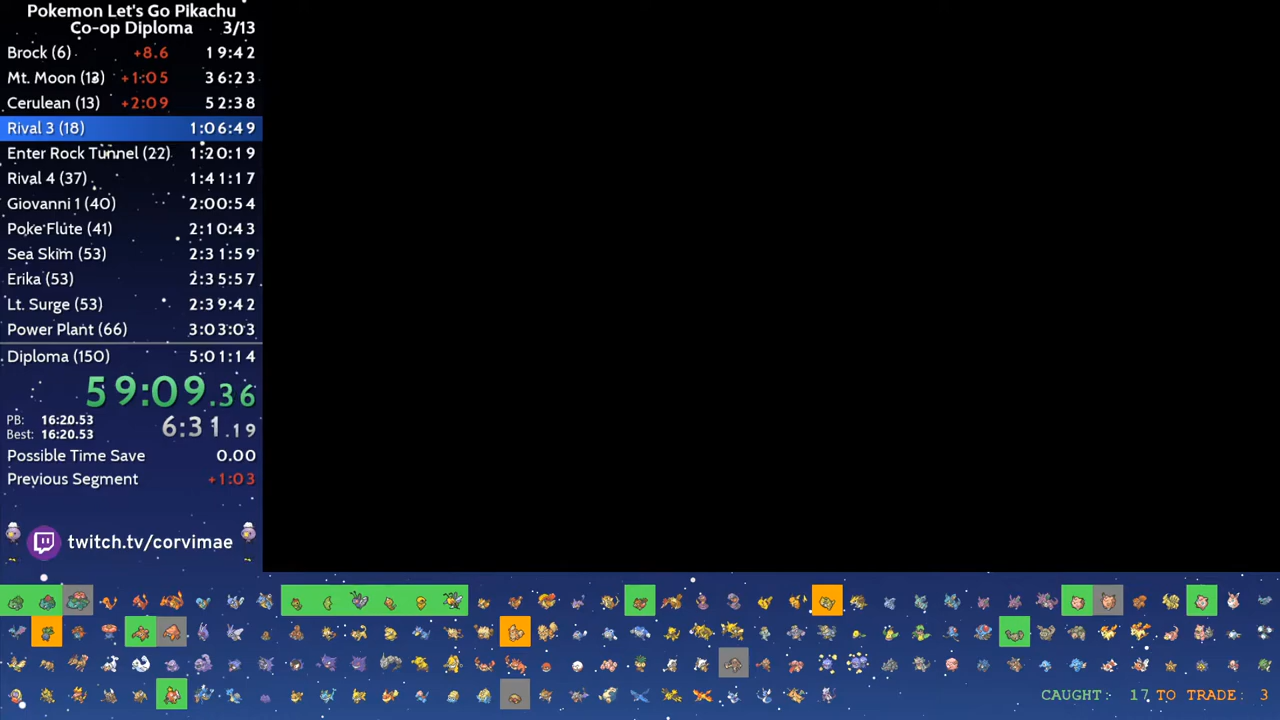 Pokemon Let's Go Pikachu
Co-op Diploma 3/13
Brock (6) +8.6 19:42
Mt. Moon (13) +1:05 36:23
Cerulean (13) +2:09 52:38
Rival 3 (18) 1:06:49
Enter Rock Tunnel (22) 1:20:19
Rival 4 (37) 1:41:17
Giovanni 1 (40) 2:00:54
Poke Flute (41) 2:10:43
Sea Skim (53) 2:31:59
Erika (53) 2:35:57
Lt. Surge (53) 2:39:42
Power Plant (66) 3:03:03
Diploma (150) 5:01:14
59:09.36
PB: 16:20.53 6:31.19
Best: 16:20.53
Possible Time Save 0.00
Previous Segment +1:03
twitch.tv/corvimae
CAUGHT: 17 TO TRADE: 3